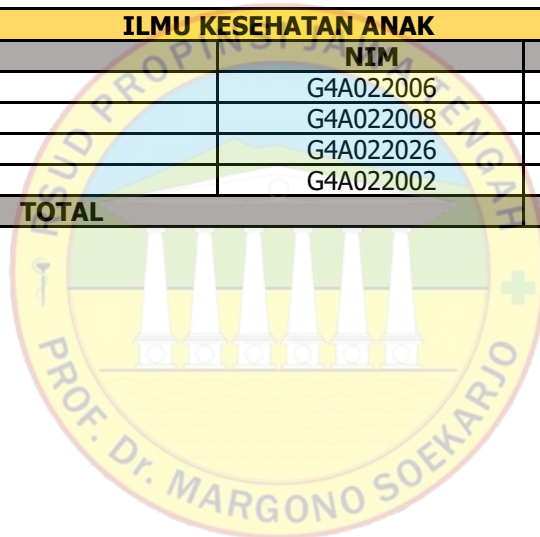 ILMU KESEHATAN ANAK
NIM
G4A022006
G4A022008
G4A022026
G4A022002
TOTAL
RSUD PROPINSI JAWA TENGAH
PROF. Dr. MARGONO SOEKARJO